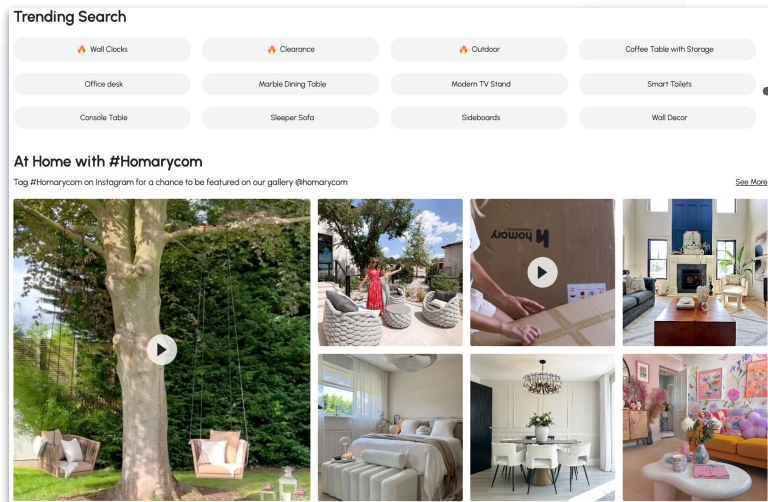 Trending Search
🔥 Wall Clocks
🔥 Clearance
🔥 Outdoor
Coffee Table with Storage
Office desk
Marble Dining Table
Modern TV Stand
Smart Toilets
Console Table
Sleeper Sofa
Sideboards
Wall Decor
At Home with #Homarycom
Tag #Homarycom on Instagram for a chance to be featured on our gallery @homarycom
See More
homary